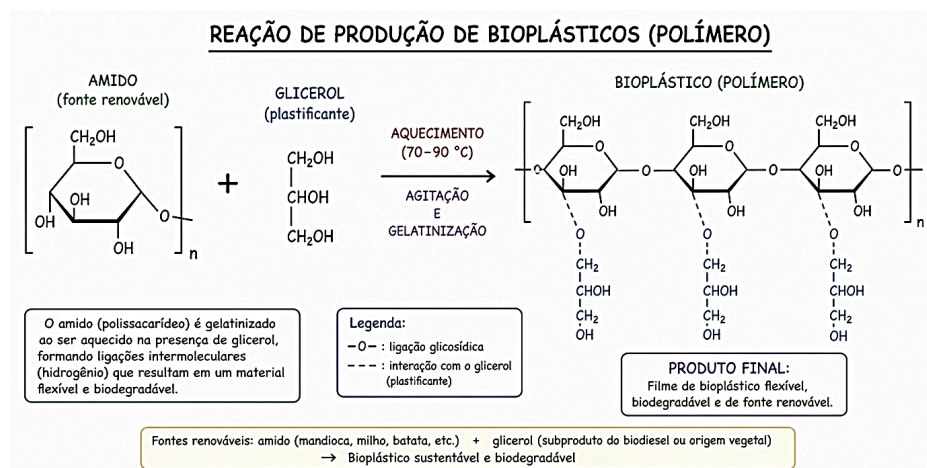 REAÇÃO DE PRODUÇÃO DE BIOPLÁSTICOS (POLÍMERO)
AMIDO
(fonte renovável)
CH₂OH
O
OH
OH
OH
O
n
+
GLICEROL
(plastificante)
CH₂OH
CHOH
CH₂OH
AQUECIMENTO
(70–90 °C)
AGITAÇÃO
E
GELATINIZAÇÃO
BIOPLÁSTICO (POLÍMERO)
CH₂OH CH₂OH CH₂OH
O O O
O OH O OH O OH O
OH OH OH
n
O O O
CH₂ CH₂ CH₂
CHOH CHOH CHOH
CH₂ CH₂ CH₂
OH OH OH
O amido (polissacarídeo) é gelatinizado
ao ser aquecido na presença de glicerol,
formando ligações intermoleculares
(hidrogênio) que resultam em um material
flexível e biodegradável.
Legenda:
–O– : ligação glicosídica
--- : interação com o glicerol
(plastificante)
PRODUTO FINAL:
Filme de bioplástico flexível,
biodegradável e de fonte renovável.
Fontes renováveis: amido (mandioca, milho, batata, etc.) + glicerol (subproduto do biodiesel ou origem vegetal)
→ Bioplástico sustentável e biodegradável